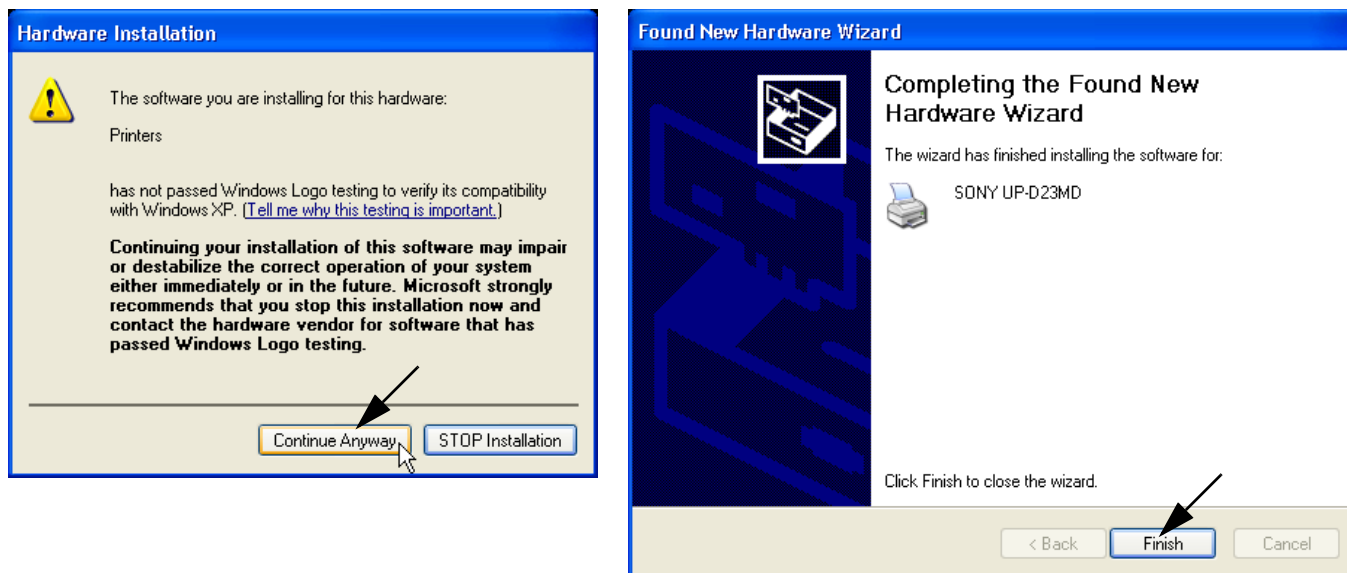 Hardware Installation
The software you are installing for this hardware:
Printers
has not passed Windows Logo testing to verify its compatibility
with Windows XP. (Tell me why this testing is important.)
Continuing your installation of this software may impair
or destabilize the correct operation of your system
either immediately or in the future. Microsoft strongly
recommends that you stop this installation now and
contact the hardware vendor for software that has
passed Windows Logo testing.
Continue Anyway
STOP Installation
Found New Hardware Wizard
Completing the Found New
Hardware Wizard
The wizard has finished installing the software for:
SONY UP-D23MD
Click Finish to close the wizard.
< Back
Finish
Cancel